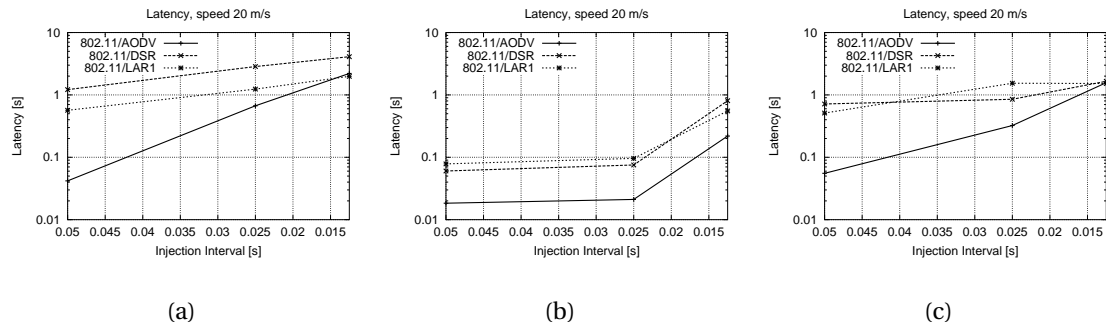 Latency, speed 20 m/s
10
1
0.1
0.01
Latency [s]
802.11/AODV
802.11/DSR
802.11/LAR1
0.05 0.045 0.04 0.035 0.03 0.025 0.02 0.015
Injection Interval [s]
(a)
Latency, speed 20 m/s
10
1
0.1
0.01
Latency [s]
802.11/AODV
802.11/DSR
802.11/LAR1
0.05 0.045 0.04 0.035 0.03 0.025 0.02 0.015
Injection Interval [s]
(b)
Latency, speed 20 m/s
10
1
0.1
0.01
Latency [s]
802.11/AODV
802.11/DSR
802.11/LAR1
0.05 0.045 0.04 0.035 0.03 0.025 0.02 0.015
Injection Interval [s]
(c)